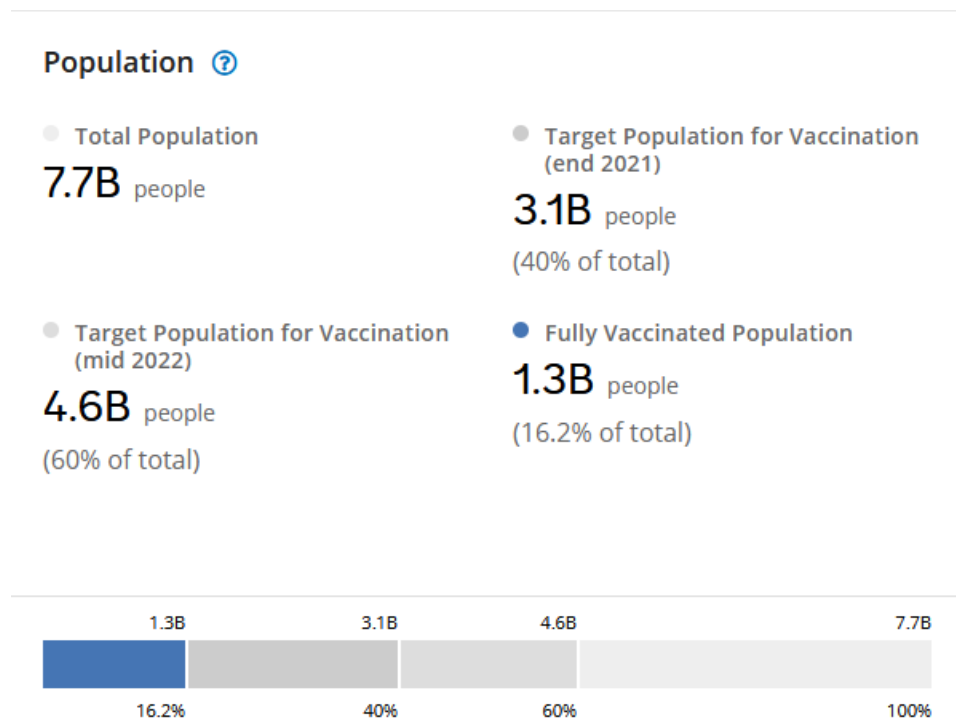 Population ?
Total Population
7.7B people
Target Population for Vaccination
(end 2021)
3.1B people
(40% of total)
Target Population for Vaccination
(mid 2022)
4.6B people
(60% of total)
Fully Vaccinated Population
1.3B people
(16.2% of total)
1.3B 3.1B 4.6B 7.7B
16.2% 40% 60% 100%